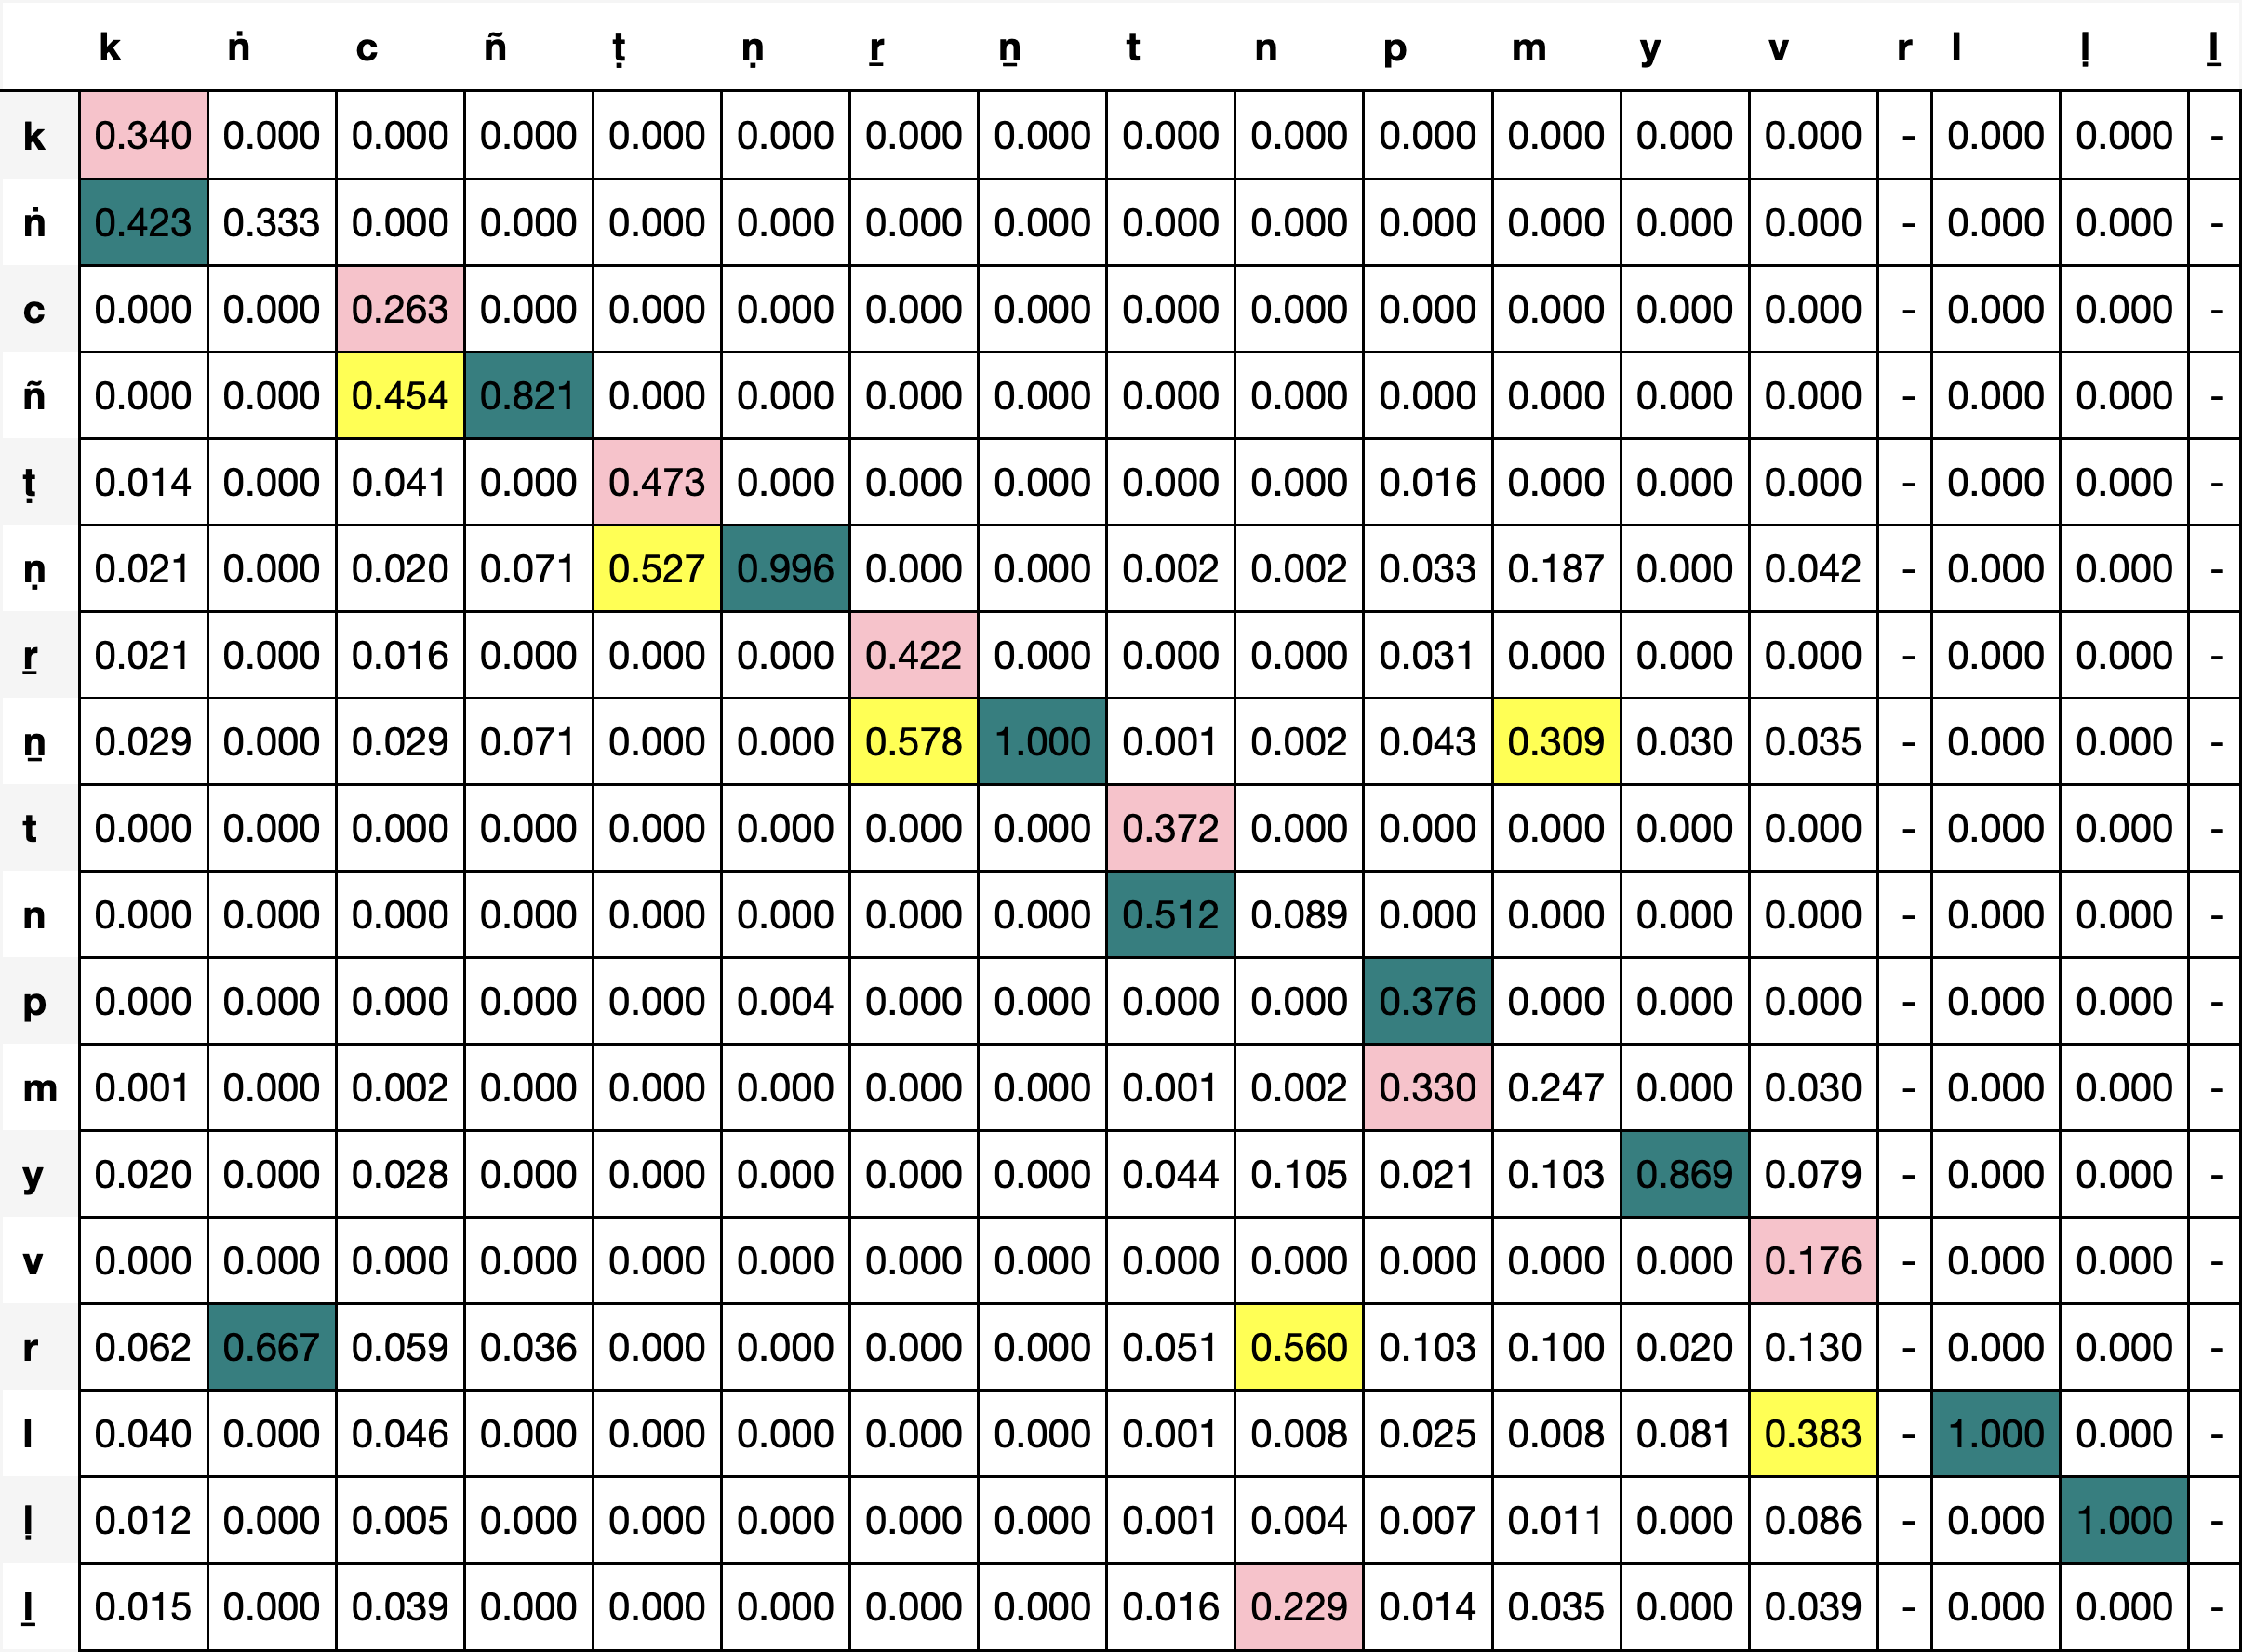 k ṅ c ñ ṭ ṇ ṟ ṉ t n p m y v r l ḷ ḻ
k 0.340 0.000 0.000 0.000 0.000 0.000 0.000 0.000 0.000 0.000 0.000 0.000 0.000 0.000 - 0.000 0.000 -
ṅ 0.423 0.333 0.000 0.000 0.000 0.000 0.000 0.000 0.000 0.000 0.000 0.000 0.000 0.000 - 0.000 0.000 -
c 0.000 0.000 0.263 0.000 0.000 0.000 0.000 0.000 0.000 0.000 0.000 0.000 0.000 0.000 - 0.000 0.000 -
ñ 0.000 0.000 0.454 0.821 0.000 0.000 0.000 0.000 0.000 0.000 0.000 0.000 0.000 0.000 - 0.000 0.000 -
ṭ 0.014 0.000 0.041 0.000 0.473 0.000 0.000 0.000 0.000 0.000 0.016 0.000 0.000 0.000 - 0.000 0.000 -
ṇ 0.021 0.000 0.020 0.071 0.527 0.996 0.000 0.000 0.002 0.002 0.033 0.187 0.000 0.042 - 0.000 0.000 -
ṟ 0.021 0.000 0.016 0.000 0.000 0.000 0.422 0.000 0.000 0.000 0.031 0.000 0.000 0.000 - 0.000 0.000 -
ṉ 0.029 0.000 0.029 0.071 0.000 0.000 0.578 1.000 0.001 0.002 0.043 0.309 0.030 0.035 - 0.000 0.000 -
t 0.000 0.000 0.000 0.000 0.000 0.000 0.000 0.000 0.372 0.000 0.000 0.000 0.000 0.000 - 0.000 0.000 -
n 0.000 0.000 0.000 0.000 0.000 0.000 0.000 0.000 0.512 0.089 0.000 0.000 0.000 0.000 - 0.000 0.000 -
p 0.000 0.000 0.000 0.000 0.000 0.004 0.000 0.000 0.000 0.000 0.376 0.000 0.000 0.000 - 0.000 0.000 -
m 0.001 0.000 0.002 0.000 0.000 0.000 0.000 0.000 0.001 0.002 0.330 0.247 0.000 0.030 - 0.000 0.000 -
y 0.020 0.000 0.028 0.000 0.000 0.000 0.000 0.000 0.044 0.105 0.021 0.103 0.869 0.079 - 0.000 0.000 -
v 0.000 0.000 0.000 0.000 0.000 0.000 0.000 0.000 0.000 0.000 0.000 0.000 0.000 0.176 - 0.000 0.000 -
r 0.062 0.667 0.059 0.036 0.000 0.000 0.000 0.000 0.051 0.560 0.103 0.100 0.020 0.130 - 0.000 0.000 -
l 0.040 0.000 0.046 0.000 0.000 0.000 0.000 0.000 0.001 0.008 0.025 0.008 0.081 0.383 - 1.000 0.000 -
ḷ 0.012 0.000 0.005 0.000 0.000 0.000 0.000 0.000 0.001 0.004 0.007 0.011 0.000 0.086 - 0.000 1.000 -
ḻ 0.015 0.000 0.039 0.000 0.000 0.000 0.000 0.000 0.016 0.229 0.014 0.035 0.000 0.039 - 0.000 0.000 -